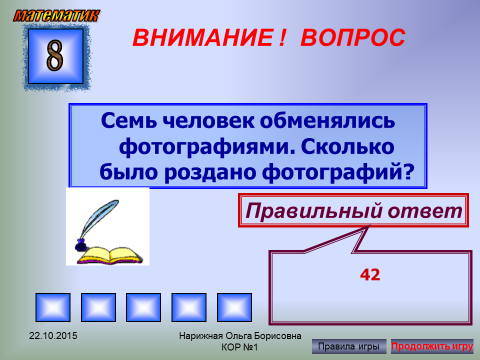 математик
8
ВНИМАНИЕ ! ВОПРОС
Семь человек обменялись
фотографиями. Сколько
было роздано фотографий?
Правильный ответ
42
22.10.2015
Нарижная Ольга Борисовна
КОР №1
Правила игры
Продолжить игру